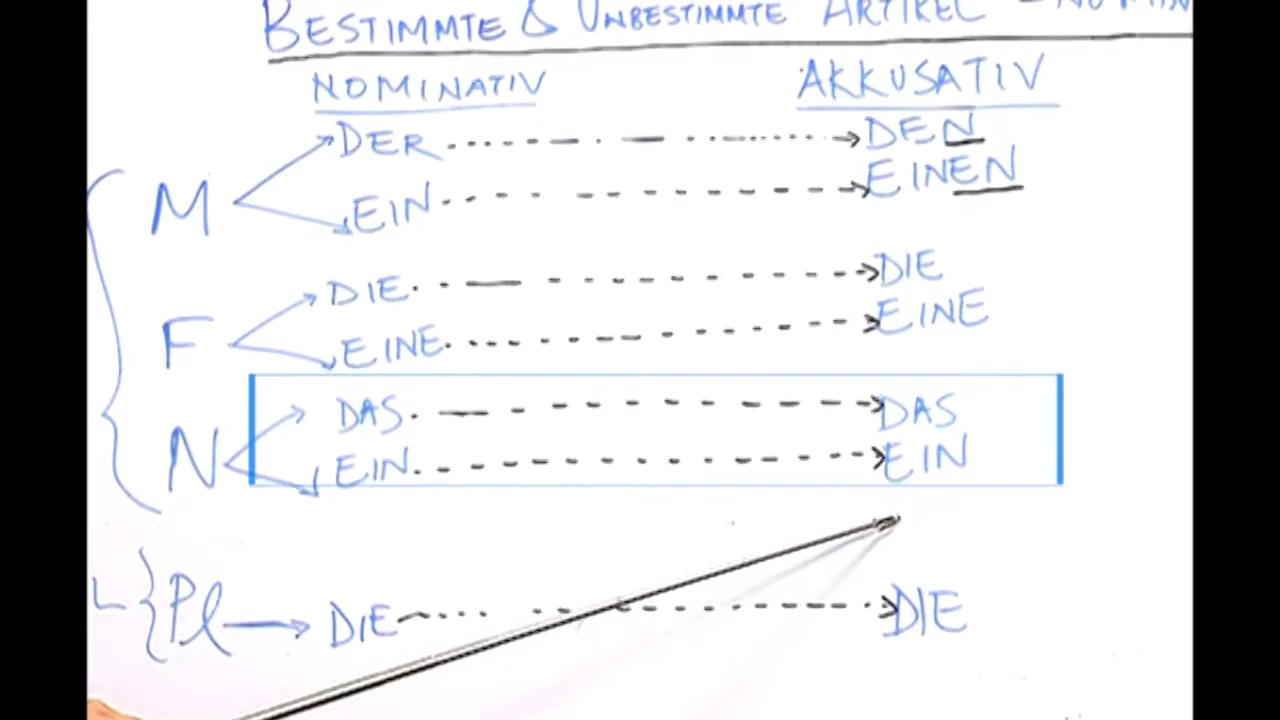 BESTIMMTE & UNBESTIMMTE ARTIKEL - NOMIN
NOMINATIV AKKUSATIV
M DER DEN
EIN EINEN
F DIE DIE
EINE EINE
N DAS DAS
EIN EIN
Pl DIE DIE